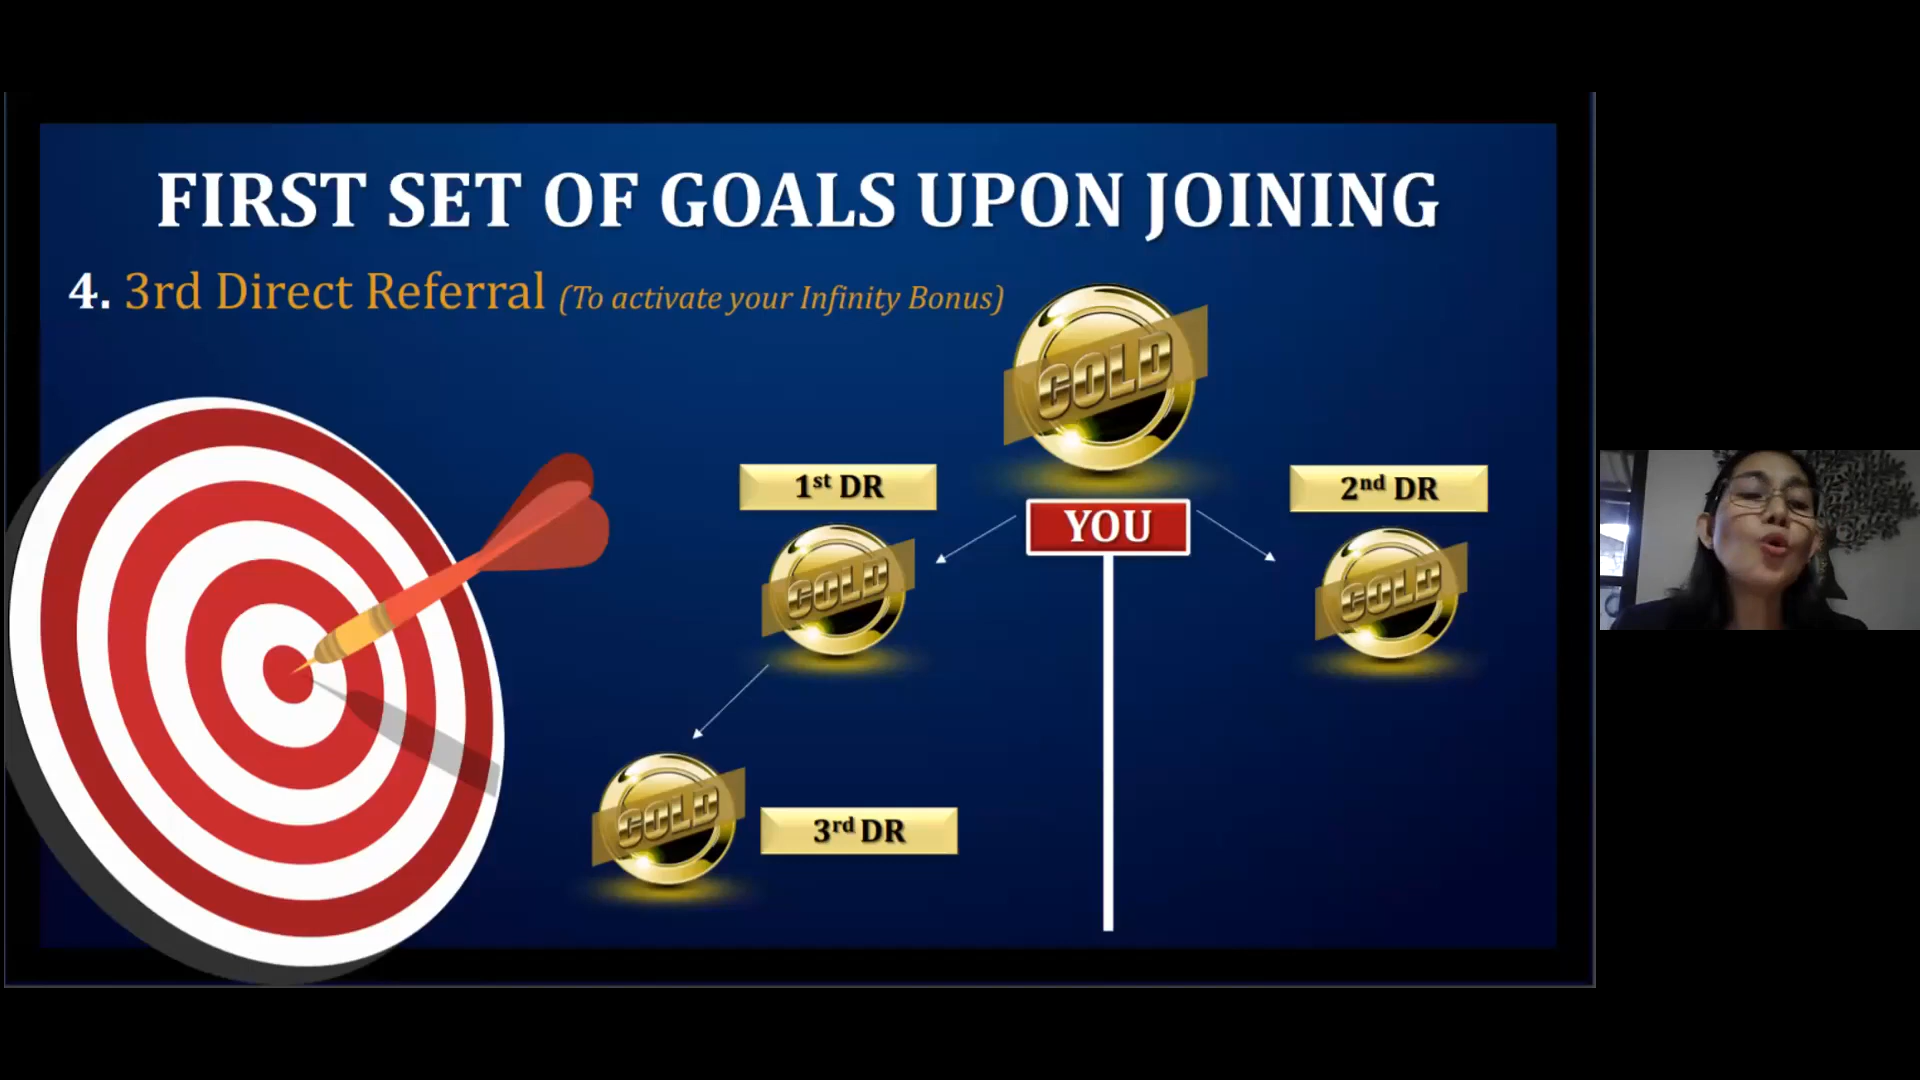 FIRST SET OF GOALS UPON JOINING
4. 3rd Direct Referral (To activate your Infinity Bonus)
GOLD
1st DR
YOU
2nd DR
GOLD
GOLD
GOLD
3rd DR